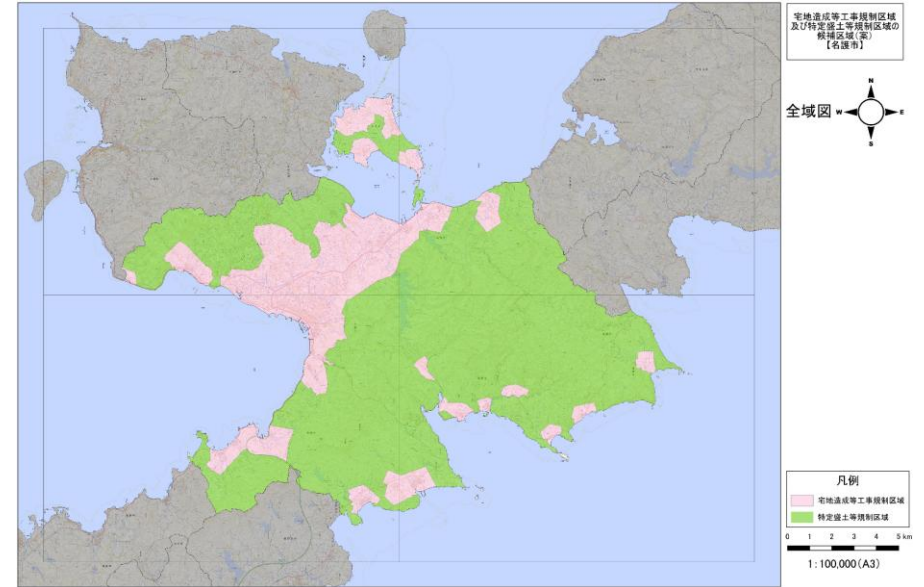 宅地造成等工事規制区域
及び特定盛土等規制区域の
候補区域(案)
【名護市】
全域図
N
W
E
S
凡例
宅地造成等工事規制区域
特定盛土等規制区域
0 1 2 3 4 5 km
1:100,000(A3)